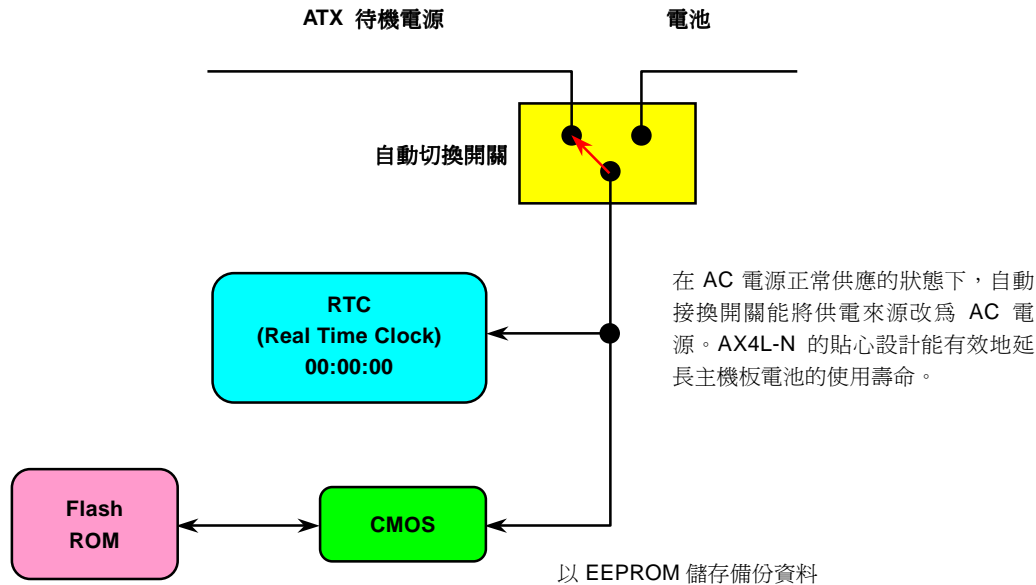 ATX 待機電源
電池
自動切換開關
RTC
(Real Time Clock)
00:00:00
在 AC 電源正常供應的狀態下，自動
接換開關能將供電來源改爲 AC 電
源。AX4L-N 的貼心設計能有效地延
長主機板電池的使用壽命。
Flash
ROM
CMOS
以 EEPROM 儲存備份資料